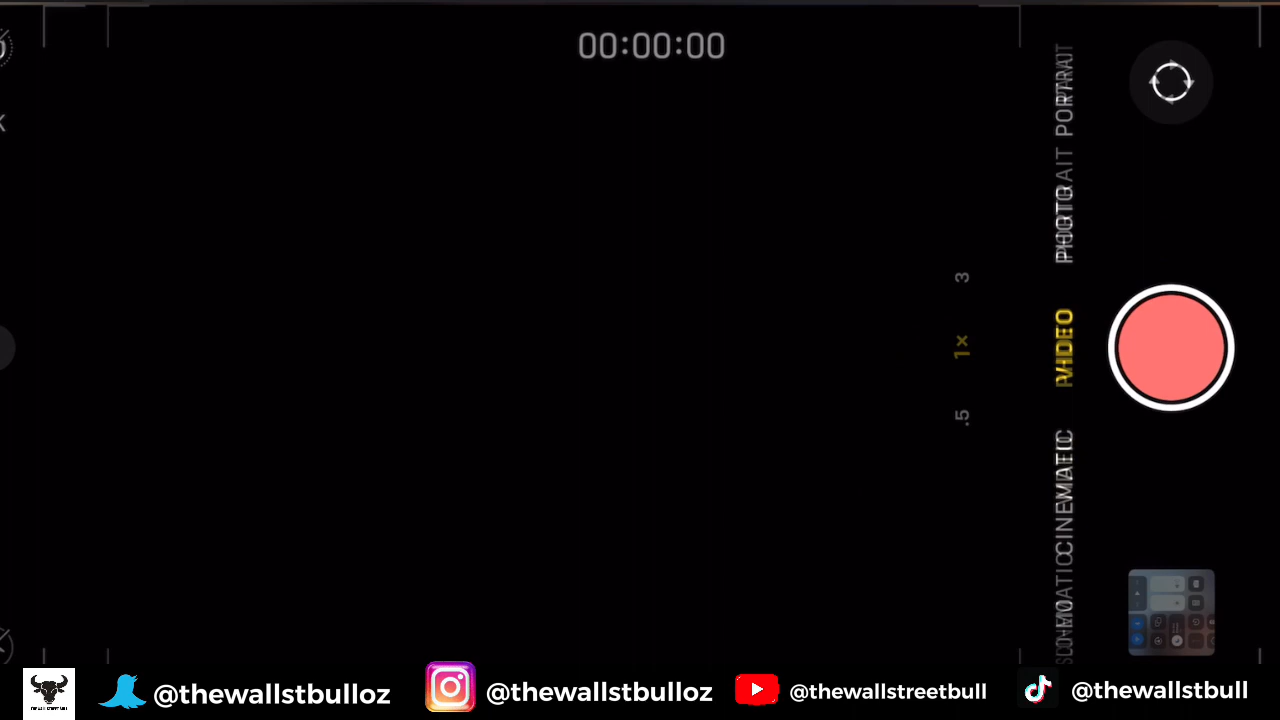 00:00:00
PORTRAIT
PHOTO
VIDEO
CINEMATIC
3
1×
.5
@thewallstbulloz
@thewallstbulloz
@thewallstreetbull
@thewallstbull